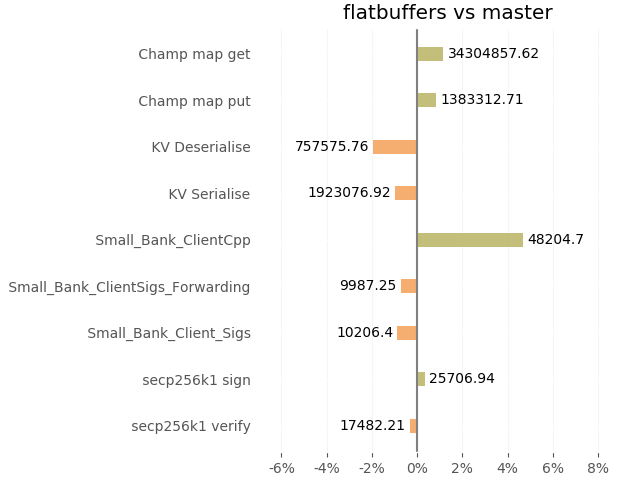 flatbuffers vs master
Champ map get 34304857.62
Champ map put 1383312.71
KV Deserialise 757575.76
KV Serialise 1923076.92
Small_Bank_ClientCpp 48204.7
Small_Bank_ClientSigs_Forwarding 9987.25
Small_Bank_Client_Sigs 10206.4
secp256k1 sign 25706.94
secp256k1 verify 17482.21
-6% -4% -2% 0% 2% 4% 6% 8%